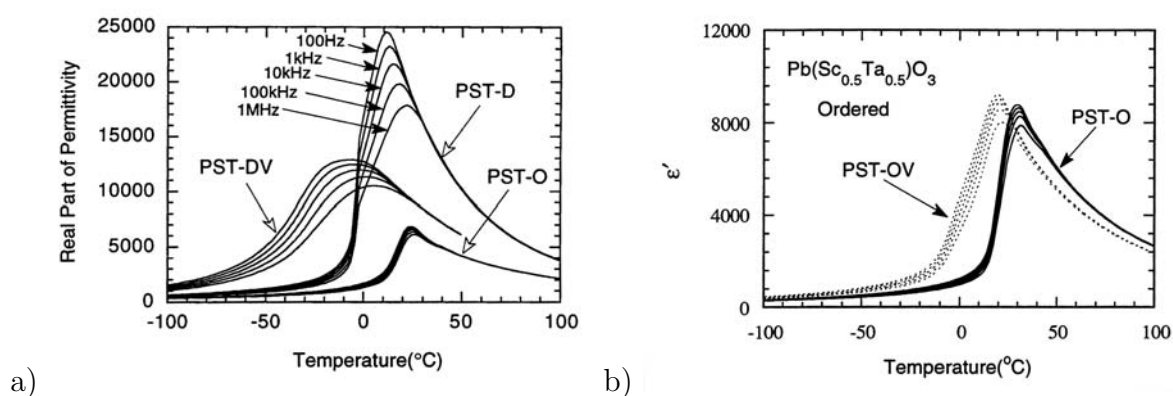 25000
20000
15000
10000
5000
0
Real Part of Permittivity
100Hz
1kHz
10kHz
100kHz
1MHz
PST-D
PST-DV
PST-O
-100
-50
0
50
100
Temperature(°C)
a)
12000
8000
4000
0
ε′
Pb(Sc₀.₅Ta₀.₅)O₃
Ordered
PST-O
PST-OV
-100
-50
0
50
100
Temperature(°C)
b)